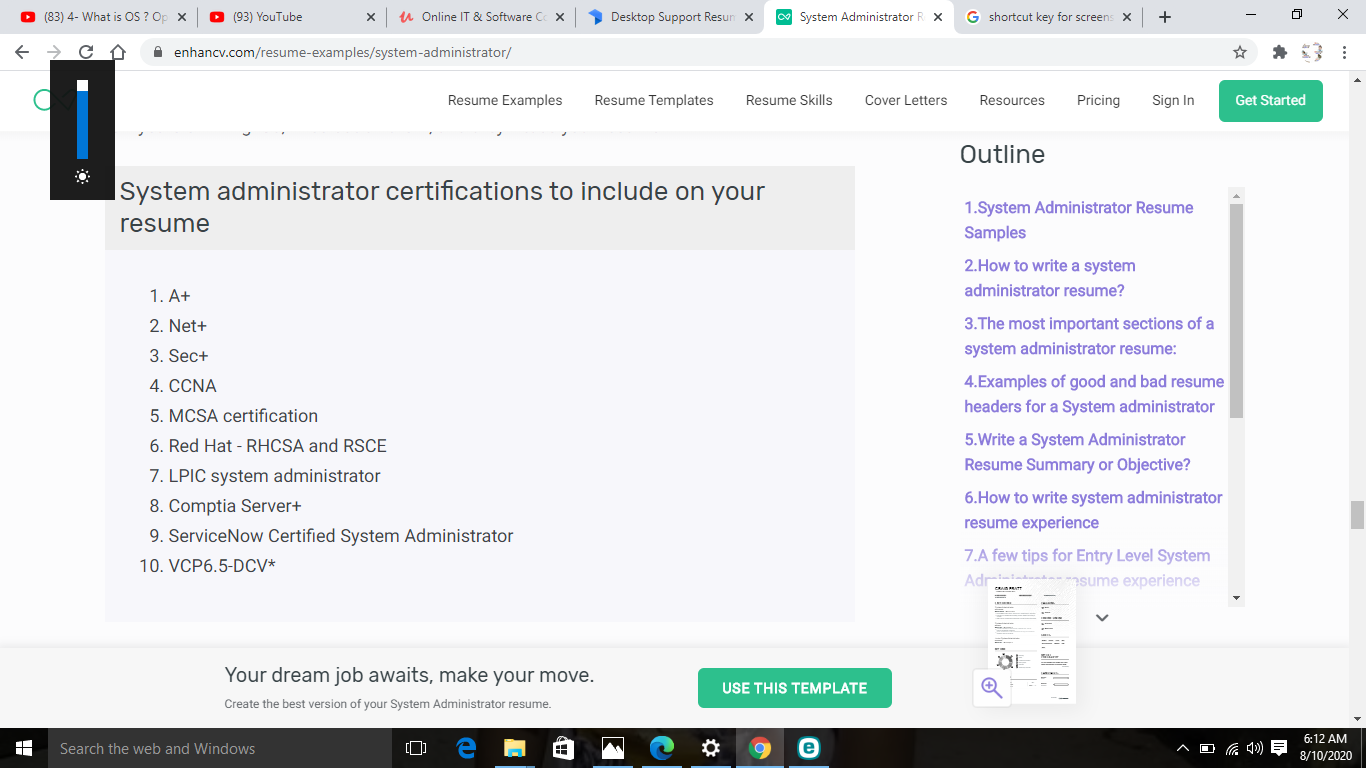 (83) 4- What is OS ? Op
(93) YouTube
Online IT & Software Co
Desktop Support Resum
System Administrator R
shortcut key for screens
enhancv.com/resume-examples/system-administrator/
Resume Examples
Resume Templates
Resume Skills
Cover Letters
Resources
Pricing
Sign In
Get Started
System administrator certifications to include on your
resume
1. A+
2. Net+
3. Sec+
4. CCNA
5. MCSA certification
6. Red Hat - RHCSA and RSCE
7. LPIC system administrator
8. Comptia Server+
9. ServiceNow Certified System Administrator
10. VCP6.5-DCV*
Outline
1.System Administrator Resume
Samples
2.How to write a system
administrator resume?
3.The most important sections of a
system administrator resume:
4.Examples of good and bad resume
headers for a System administrator
5.Write a System Administrator
Resume Summary or Objective?
6.How to write system administrator
resume experience
7.A few tips for Entry Level System
Administrator resume experience
CRAIG PRATT
Your dream job awaits, make your move.
Create the best version of your System Administrator resume.
USE THIS TEMPLATE
Search the web and Windows
6:12 AM
8/10/2020